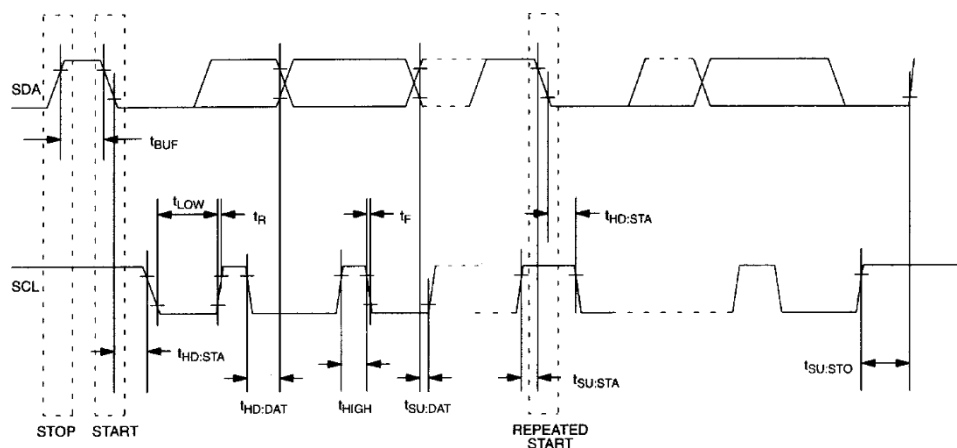 SDA
tBUF
tLOW
tR
tF
tHD:STA
SCL
tHD:STA
tHD:DAT
tHIGH
tSU:DAT
tSU:STA
tSU:STO
STOP
START
REPEATED
START